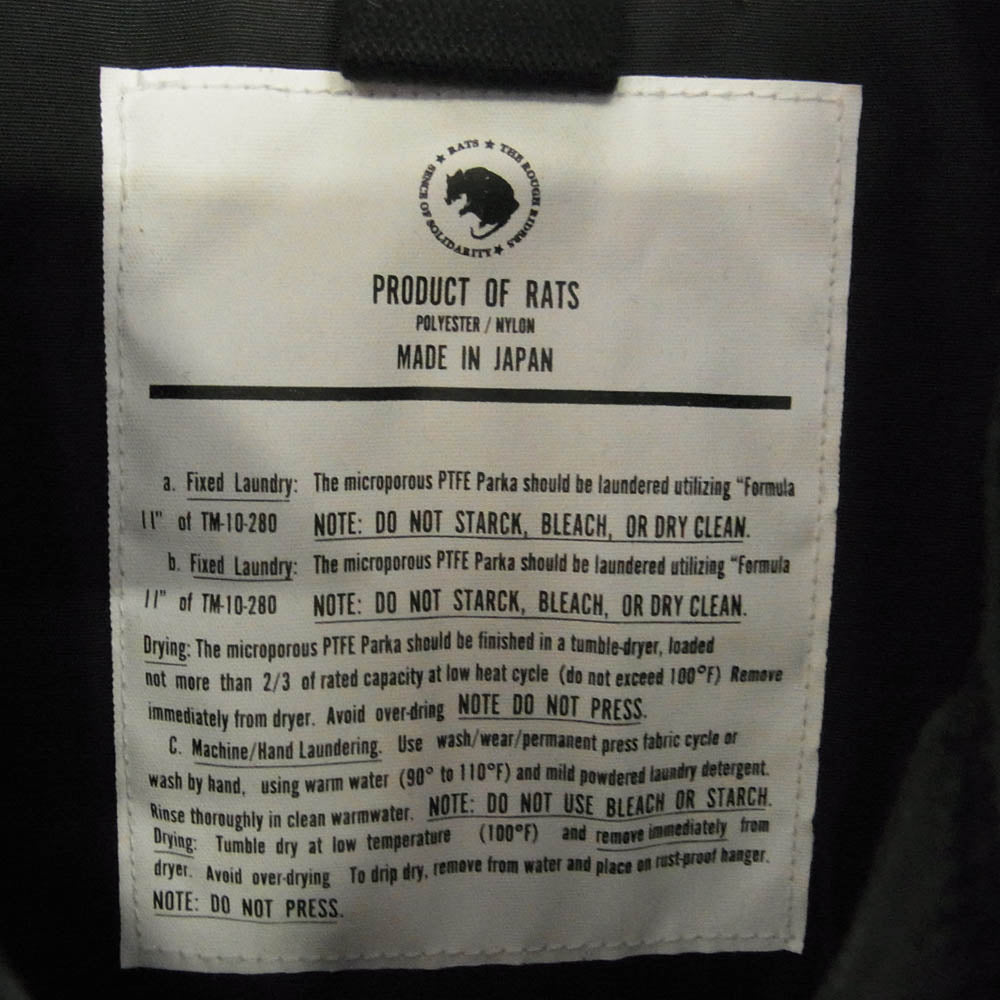 ★ RATS ★ THE ROUGH RIDERS ★ SINCE OF SOLIDARITY
PRODUCT OF RATS
POLYESTER / NYLON
MADE IN JAPAN
a. Fixed Laundry: The microporous PTFE Parka should be laundered utilizing "Formula
II" of TM-10-280 NOTE: DO NOT STARCK, BLEACH, OR DRY CLEAN.
b. Fixed Laundry: The microporous PTFE Parka should be laundered utilizing "Formula
II" of TM-10-280 NOTE: DO NOT STARCK, BLEACH, OR DRY CLEAN.
Drying: The microporous PTFE Parka should be finished in a tumble-dryer, loaded
not more than 2/3 of rated capacity at low heat cycle (do not exceed 100°F) Remove
immediately from dryer. Avoid over-dring NOTE DO NOT PRESS.
C. Machine/Hand Laundering. Use wash/wear/permanent press fabric cycle or
wash by hand, using warm water (90° to 110°F) and mild powdered laundry detergent.
Rinse thoroughly in clean warmwater. NOTE: DO NOT USE BLEACH OR STARCH.
Drying: Tumble dry at low temperature (100°F) and remove immediately from
dryer. Avoid over-drying To drip dry, remove from water and place on rust-proof hanger.
NOTE: DO NOT PRESS.